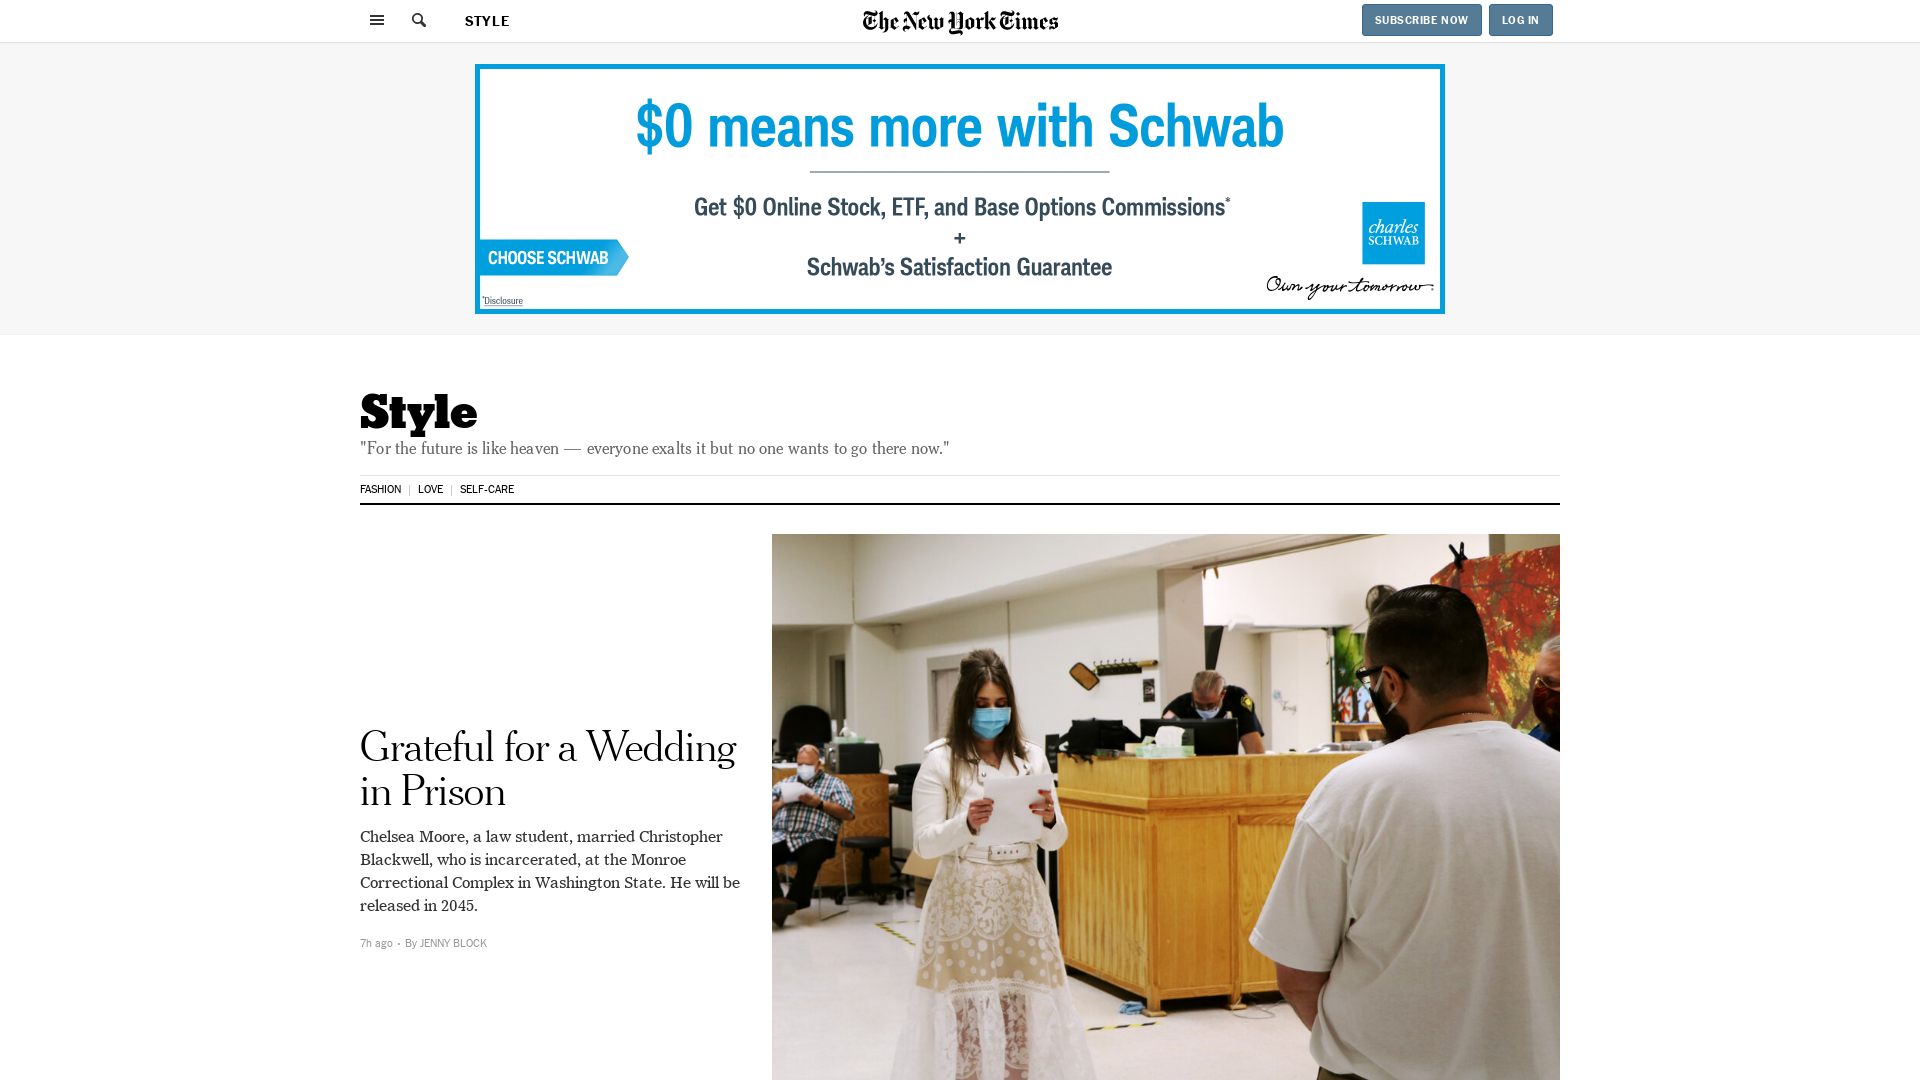 STYLE
The New York Times
SUBSCRIBE NOW
LOG IN
$0 means more with Schwab
Get $0 Online Stock, ETF, and Base Options Commissions*
+
Schwab's Satisfaction Guarantee
CHOOSE SCHWAB
*Disclosure
charles
SCHWAB
Own your tomorrow
Style
"For the future is like heaven — everyone exalts it but no one wants to go there now."
FASHION | LOVE | SELF-CARE
Grateful for a Wedding
in Prison
Chelsea Moore, a law student, married Christopher
Blackwell, who is incarcerated, at the Monroe
Correctional Complex in Washington State. He will be
released in 2045.
7h ago • By JENNY BLOCK